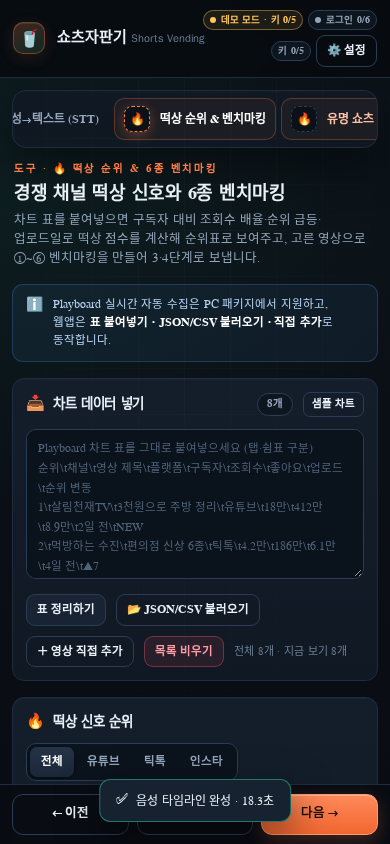 데모 모드 · 키 0/5
로그인 0/6
쇼츠자판기 Shorts Vending
키 0/5
⚙️ 설정
성→텍스트 (STT)
🔥 떡상 순위 & 벤치마킹
🔥 유명 쇼츠
도구 · 🔥 떡상 순위 & 6종 벤치마킹
경쟁 채널 떡상 신호와 6종 벤치마킹
차트 표를 붙여넣으면 구독자 대비 조회수 배율·순위 급등·
업로드일로 떡상 점수를 계산해 순위표로 보여주고, 고른 영상으로
①~⑥ 벤치마킹을 만들어 3·4단계로 보냅니다.
ℹ️ Playboard 실시간 자동 수집은 PC 패키지에서 지원하고,
웹앱은 표 붙여넣기 · JSON/CSV 불러오기 · 직접 추가로
동작합니다.
📥 차트 데이터 넣기
8개
샘플 차트
Playboard 차트 표를 그대로 붙여넣으세요 (탭 쉼표 구분)
순위\t채널\t영상 제목\t플랫폼\t구독자\t조회수\t좋아요\t업로드
\t순위 변동
1\t살림천재TV\t3천원으로 주방 정리\t유튜브\t18만\t412만
\t8.9만\t2일 전\tNEW
2\t먹방하는 수진\t편의점 신상 6종\t틱톡\t4.2만\t186만\t6.1만
\t4일 전\t▲7
표 정리하기
📂 JSON/CSV 불러오기
＋ 영상 직접 추가
목록 비우기
전체 8개 · 지금 보기 8개
🔥 떡상 신호 순위
전체
유튜브
틱톡
인스타
✅ 음성 타임라인 완성 · 18.3초
← 이전
다음 →